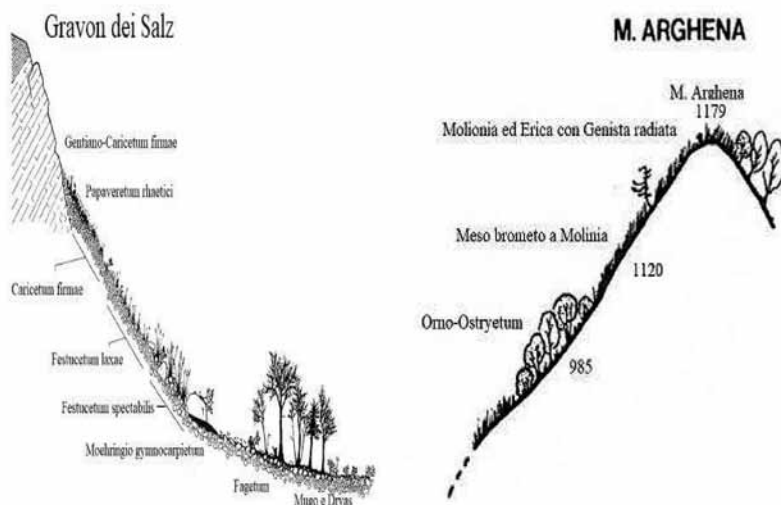 Gravon dei Salz
Gentiano-Caricetum firmae
Papaveretum rhaetici
Caricetum firmae
Festucetum laxae
Festucetum spectabilis
Moehringio gymnocarpietum
Fagetum
Mugo e Dryas
M. ARGHENA
M. Arghena
1179
Molionia ed Erica con Genista radiata
Meso brometo a Molinia
1120
Orno-Ostryetum
985